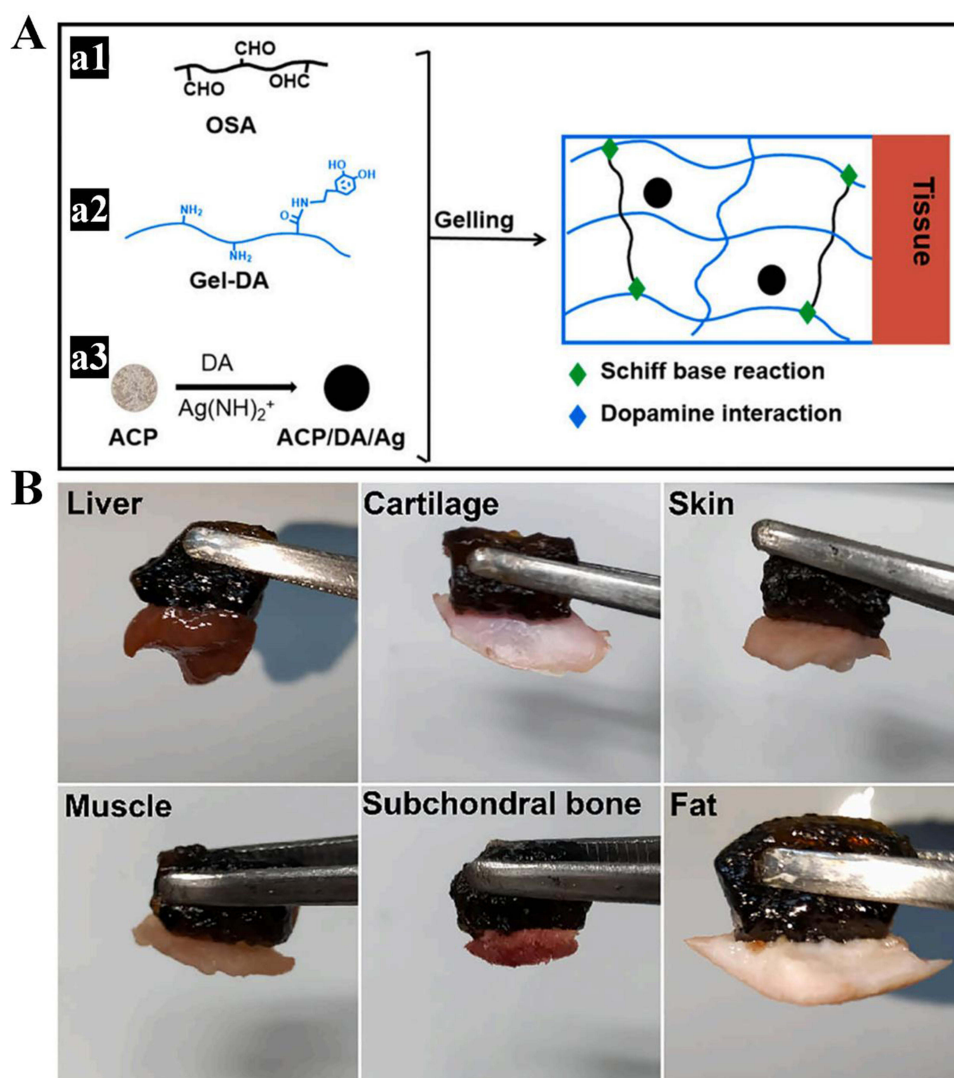 A
a1
CHO
CHO
OHC
OSA
a2
NH2
NH2
O
HN
HO
OH
Gel-DA
a3
DA
Ag(NH)2+
ACP
ACP/DA/Ag
Gelling
Tissue
Schiff base reaction
Dopamine interaction
B
Liver
Cartilage
Skin
Muscle
Subchondral bone
Fat